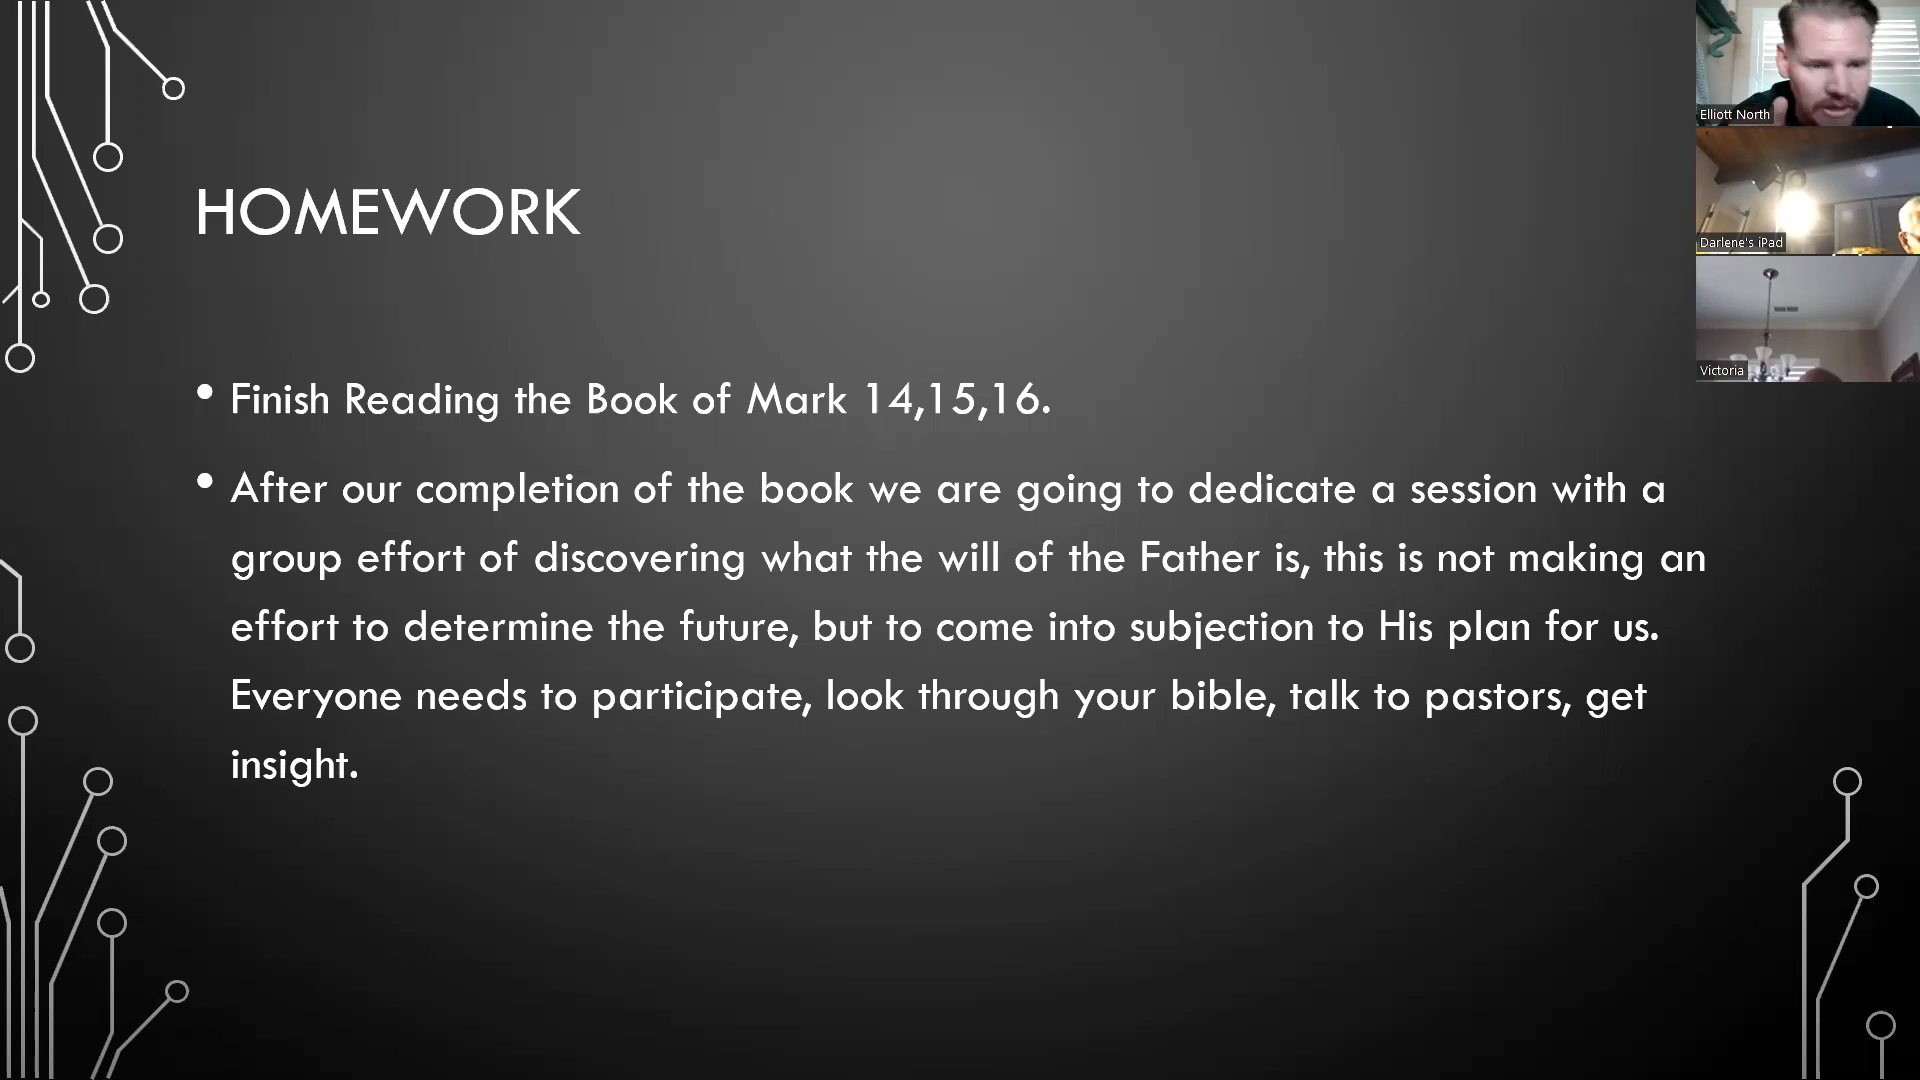 HOMEWORK
• Finish Reading the Book of Mark 14,15,16.
• After our completion of the book we are going to dedicate a session with a
group effort of discovering what the will of the Father is, this is not making an
effort to determine the future, but to come into subjection to His plan for us.
Everyone needs to participate, look through your bible, talk to pastors, get
insight.
Elliott North
Darlene's iPad
Victoria